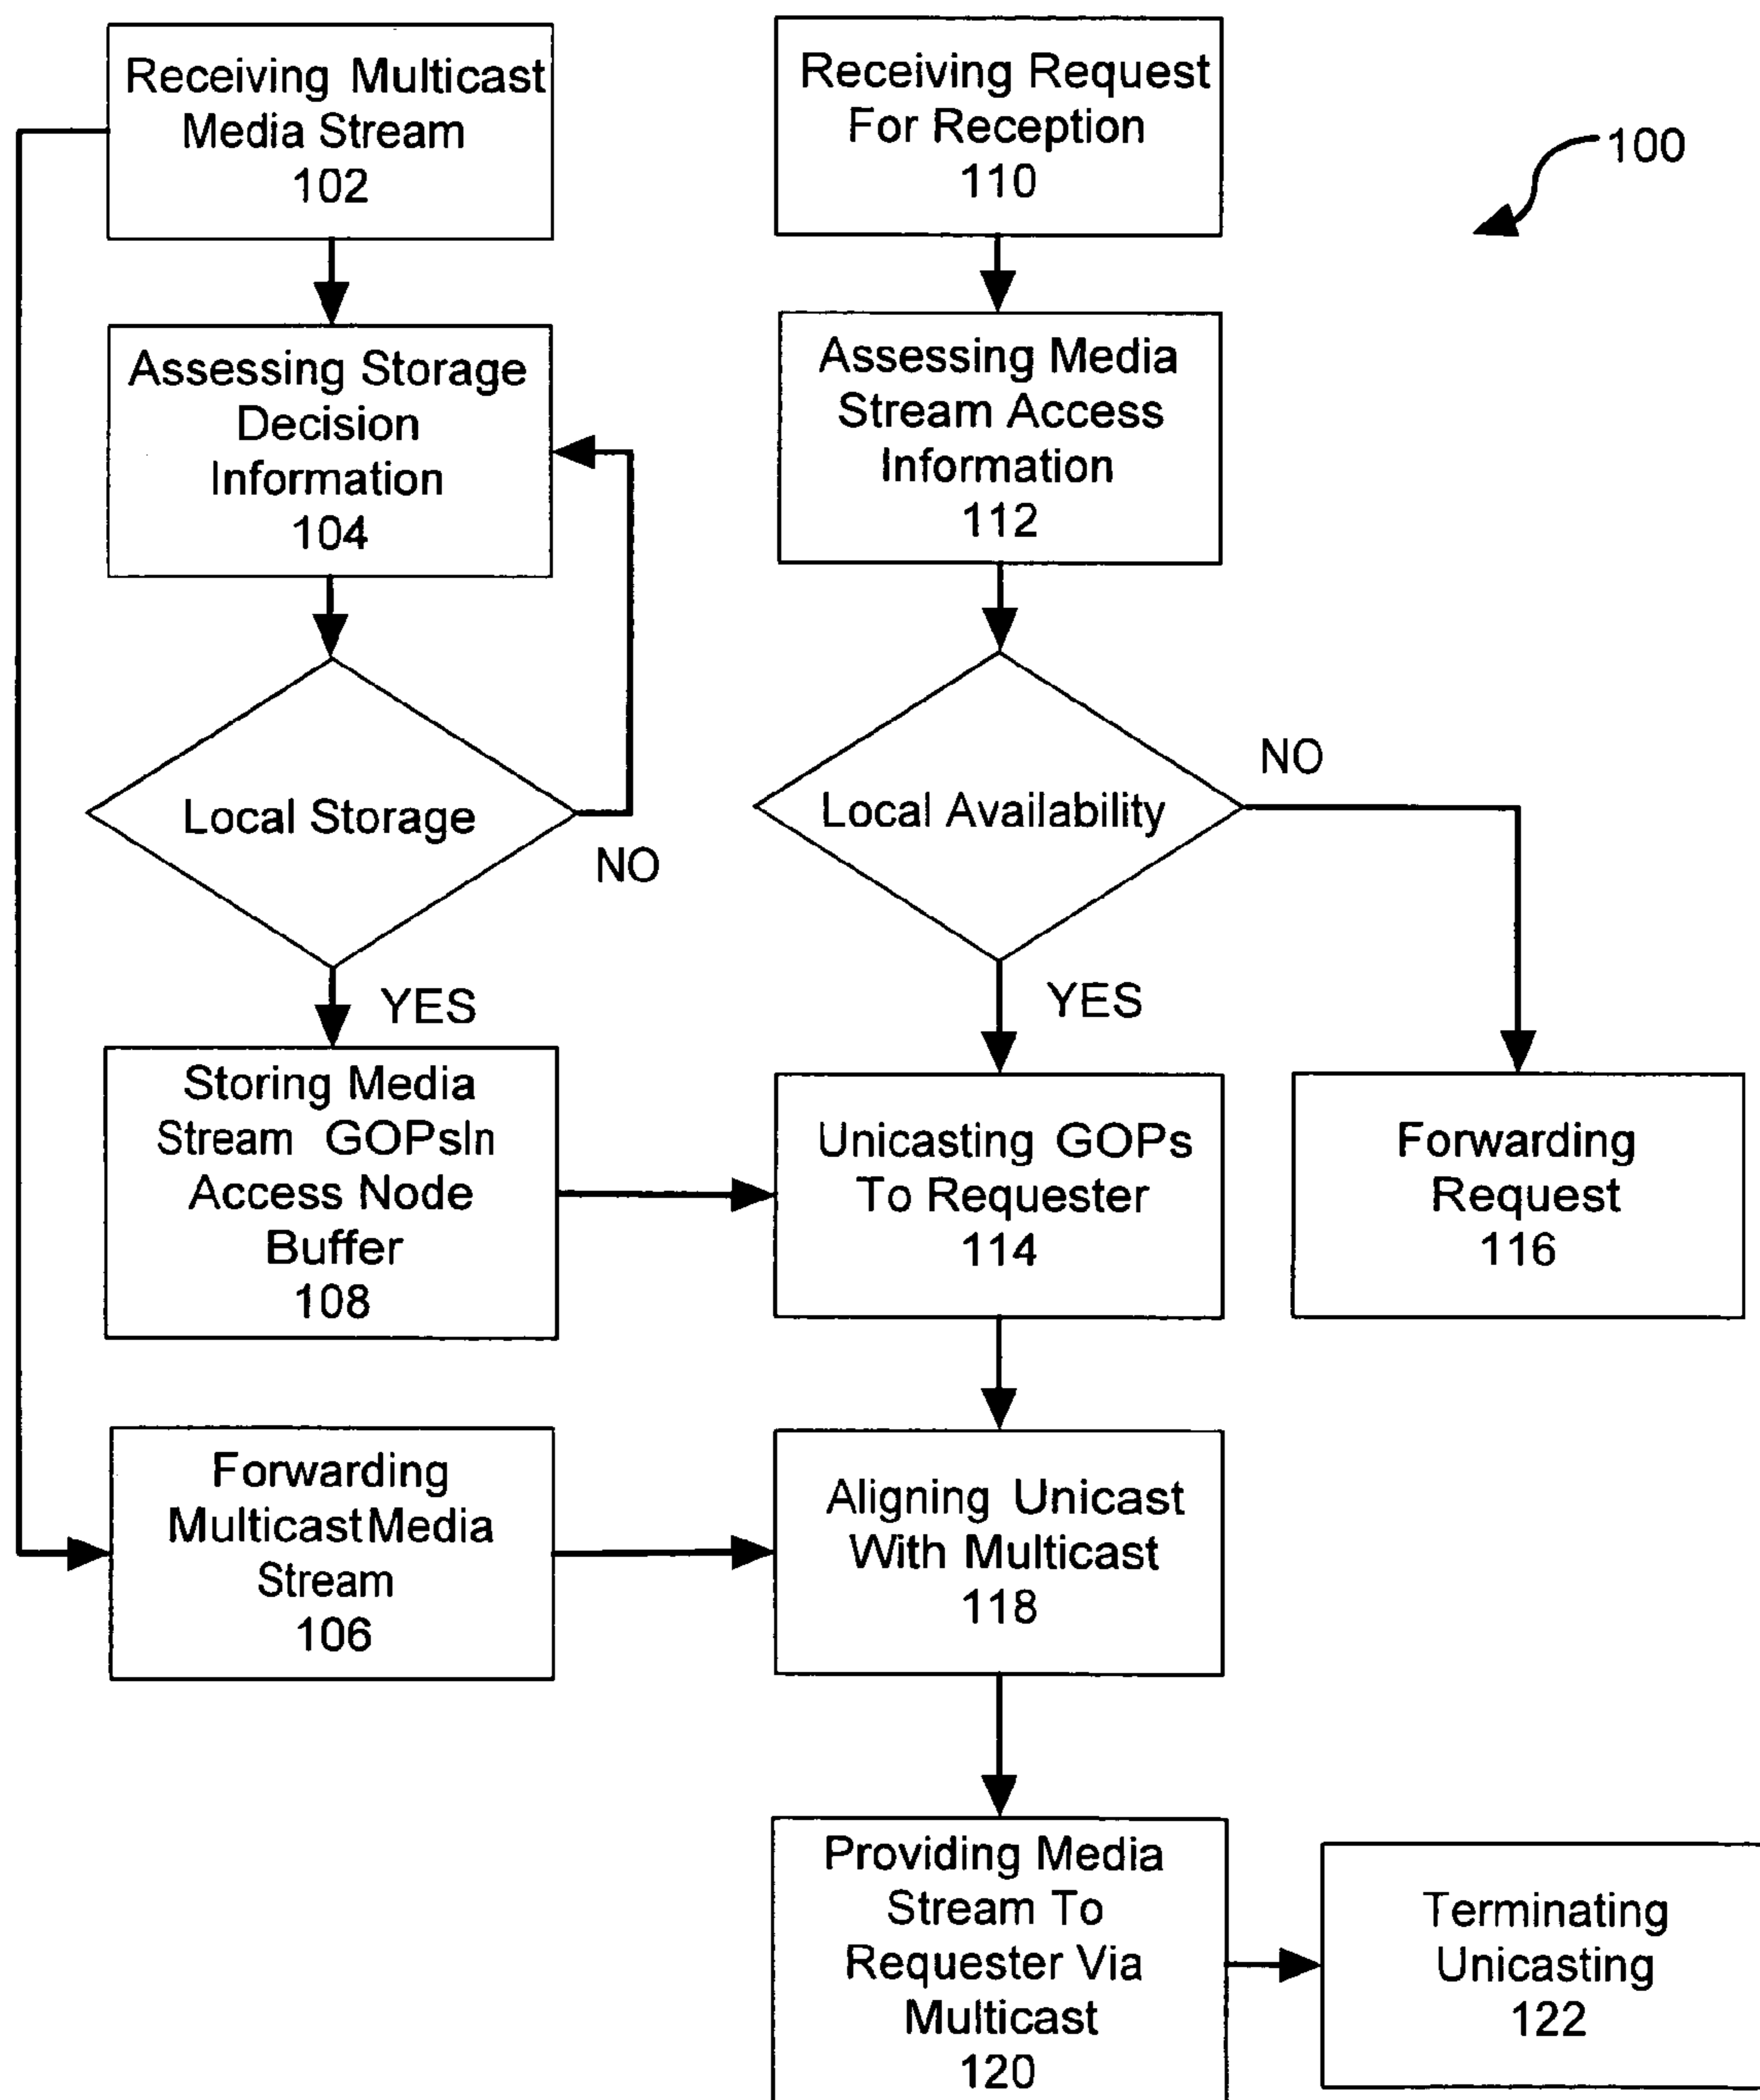 Receiving Multicast
Media Stream
102
Receiving Request
For Reception
110
100
Assessing Storage
Decision
Information
104
Assessing Media
Stream Access
Information
112
Local Storage
NO
YES
Local Availability
NO
YES
Storing Media
Stream GOPsIn
Access Node
Buffer
108
Unicasting GOPs
To Requester
114
Forwarding
Request
116
Forwarding
MulticastMedia
Stream
106
Aligning Unicast
With Multicast
118
Providing Media
Stream To
Requester Via
Multicast
120
Terminating
Unicasting
122